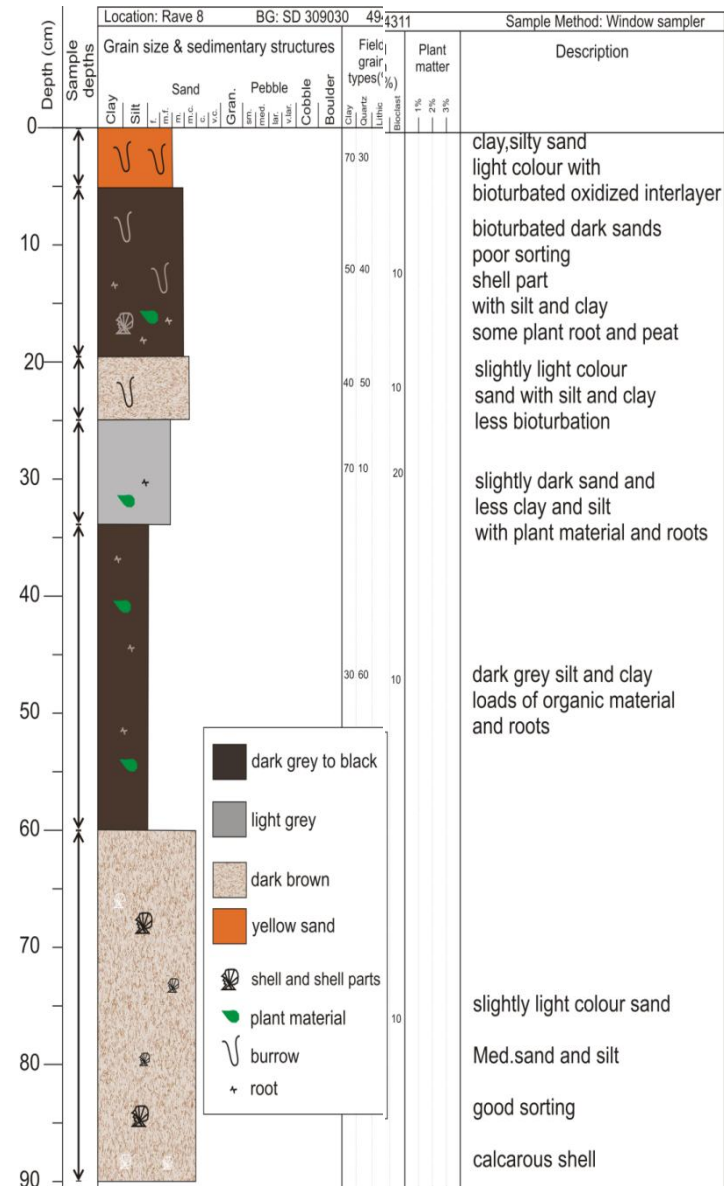 Location: Rave 8 BG: SD 309030 49-4311 Sample Method: Window sampler
Depth (cm)
Sample depths
Grain size & sedimentary structures
Sand
Pebble
Clay
Silt
f.
m.f.
m.
m.c.
c.
v.c.
Gran.
sm.
med.
lar.
v.lar.
Cobble
Boulder
Field
grain
types(%)
Clay
Quartz
Lithic
Bioclast
Plant
matter
1%
2%
3%
Description
0
70 30
clay,silty sand
light colour with
bioturbated oxidized interlayer
10
50 40
10
bioturbated dark sands
poor sorting
shell part
with silt and clay
some plant root and peat
20
40 50
10
slightly light colour
sand with silt and clay
less bioturbation
30
70 10
20
slightly dark sand and
less clay and silt
with plant material and roots
40
30 60
10
dark grey silt and clay
loads of organic material
and roots
50
60
70
80
90
10
slightly light colour sand
Med.sand and silt
good sorting
calcarous shell
dark grey to black
light grey
dark brown
yellow sand
shell and shell parts
plant material
burrow
root